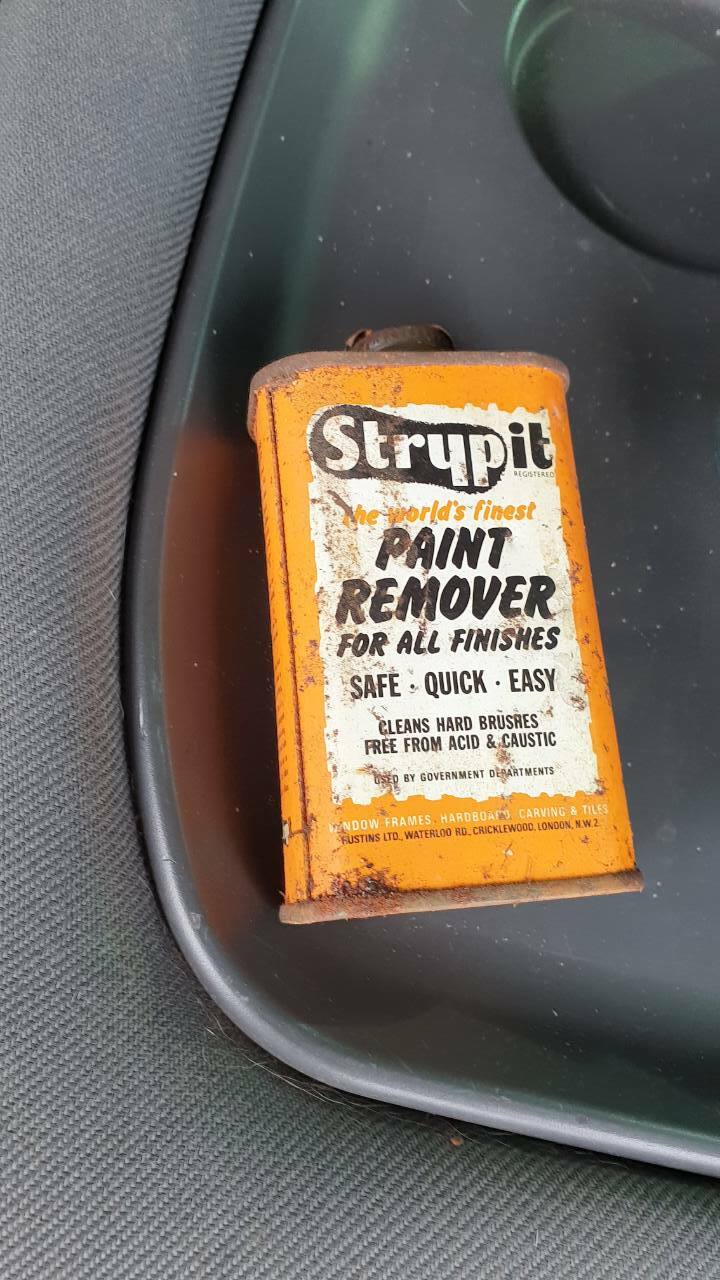 Strypit
REGISTERED
the world's finest
PAINT
REMOVER
FOR ALL FINISHES
SAFE · QUICK · EASY
CLEANS HARD BRUSHES
FREE FROM ACID & CAUSTIC
USED BY GOVERNMENT DEPARTMENTS
WINDOW FRAMES, HARDBOARD, CARVING & TILES
RUSTINS LTD., WATERLOO RD., CRICKLEWOOD, LONDON, N.W.2.